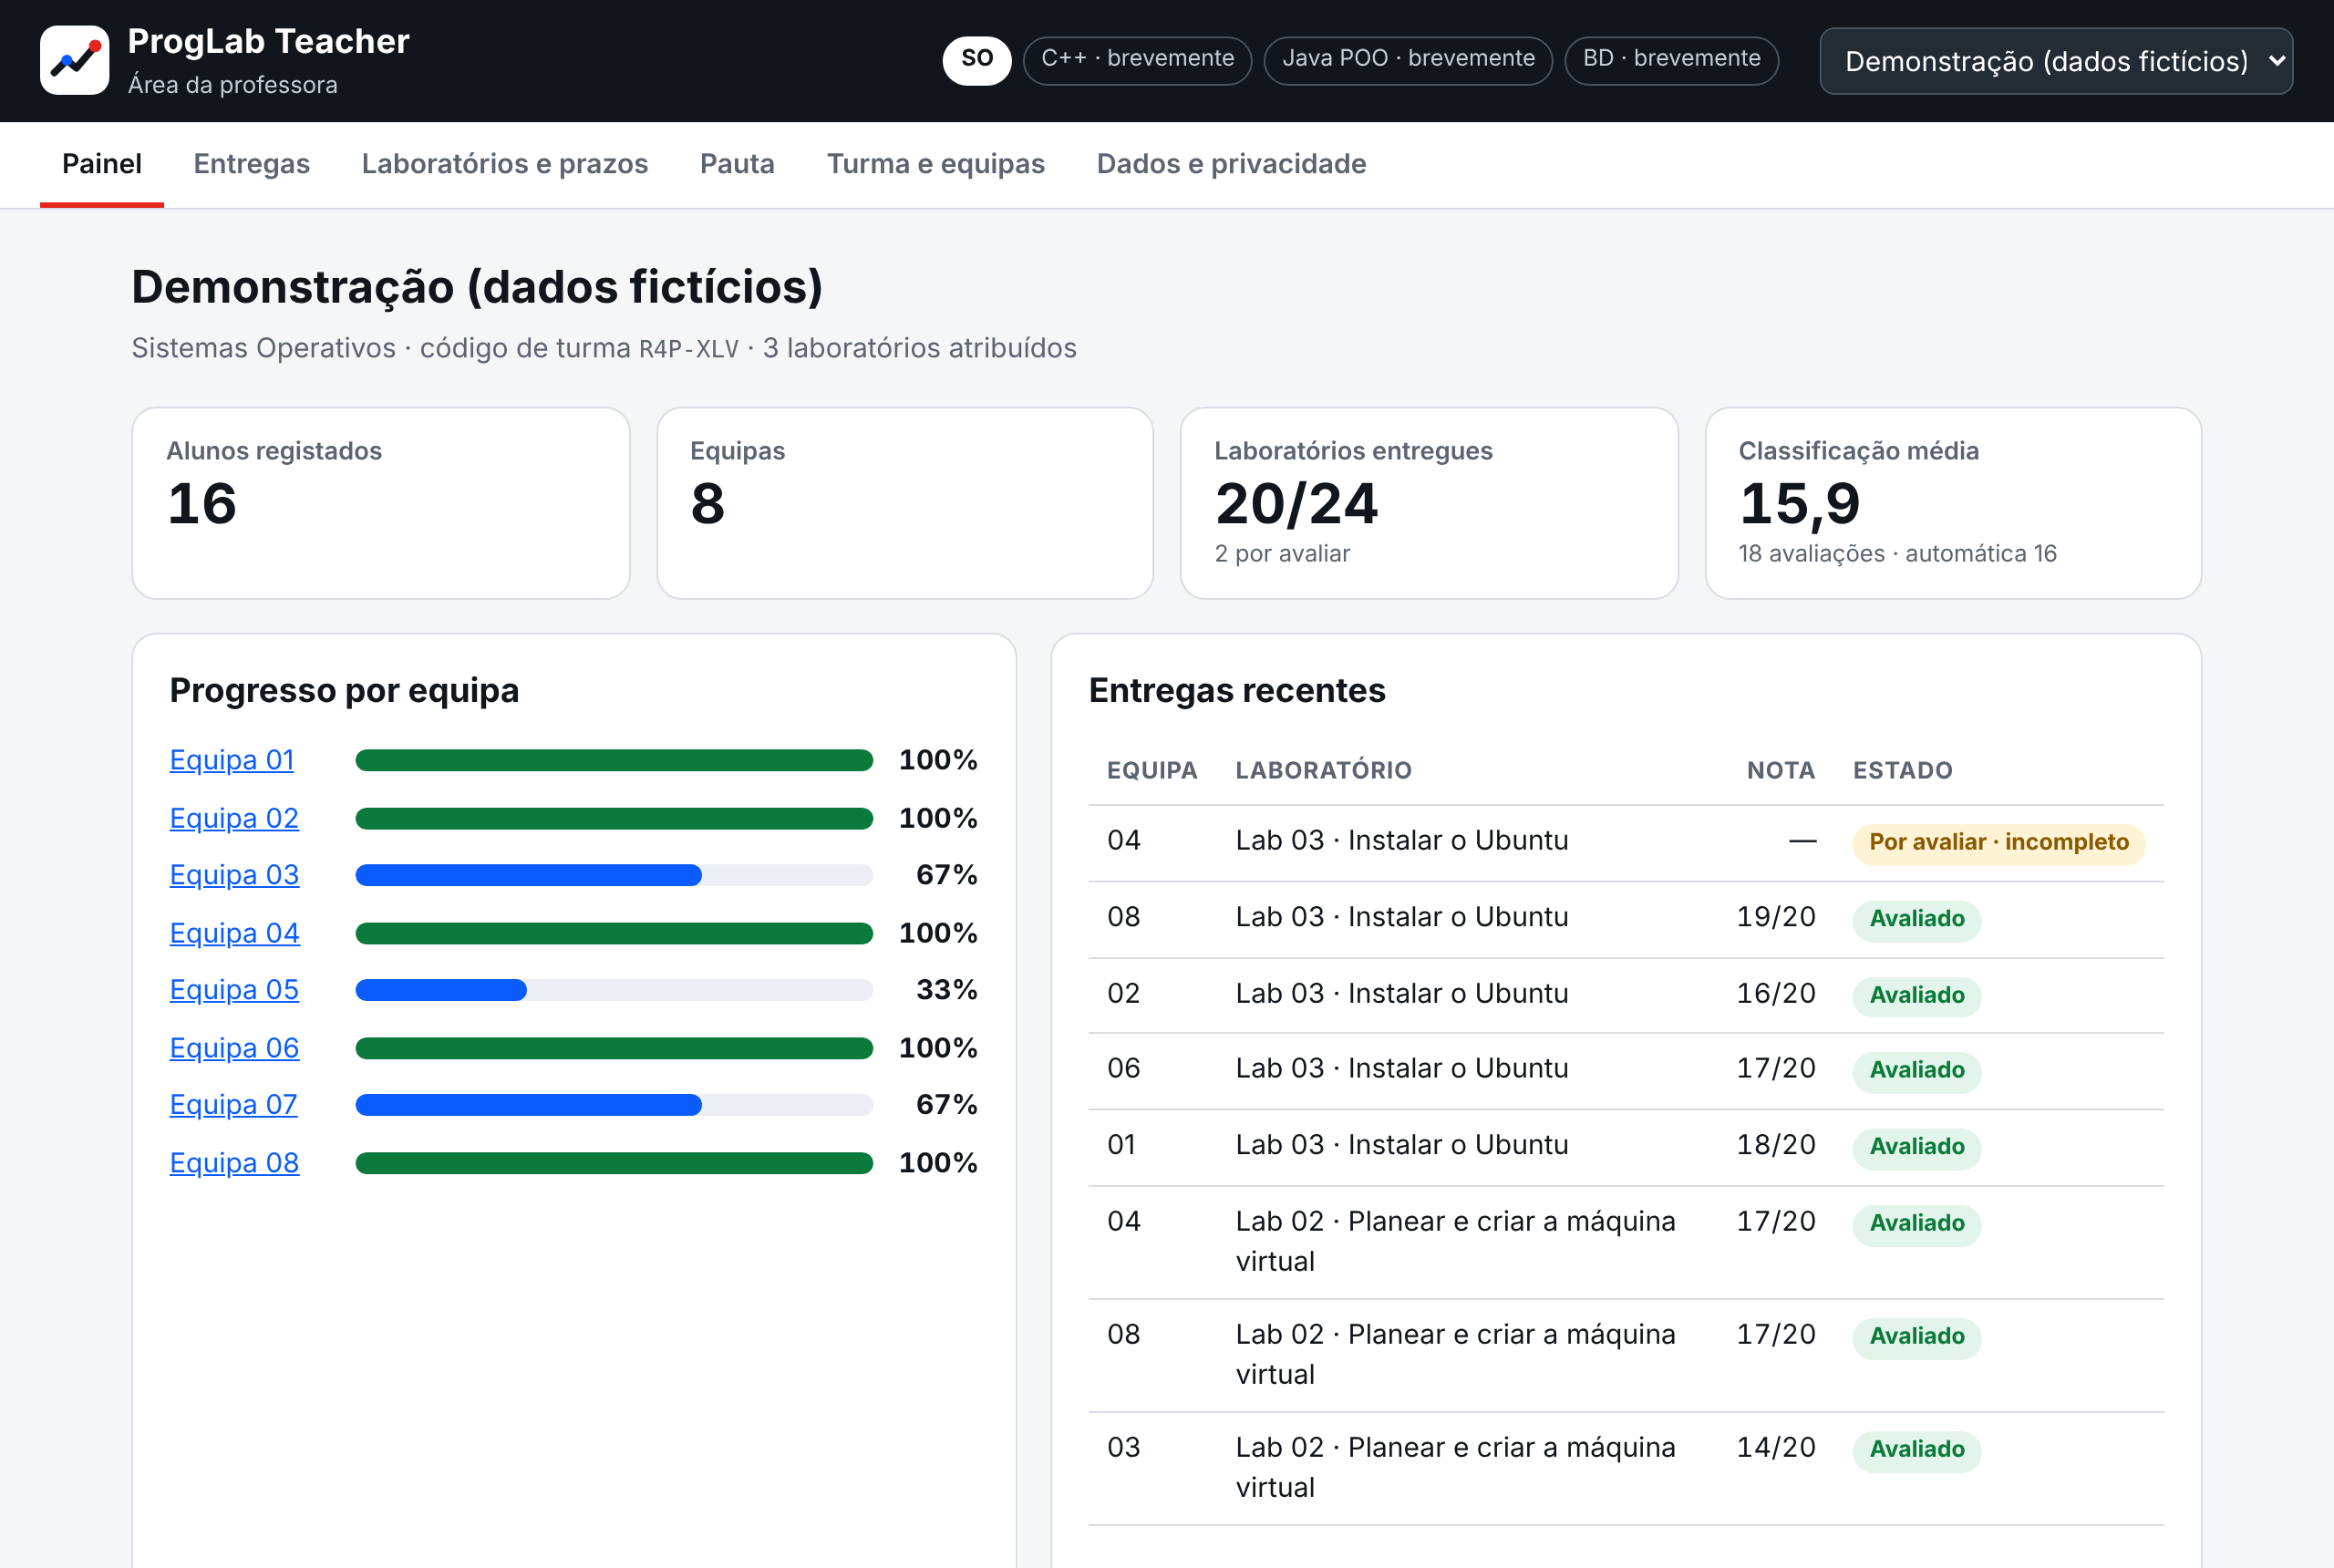 ProgLab Teacher
Área da professora
SO
C++ · brevemente
Java POO · brevemente
BD · brevemente
Demonstração (dados fictícios)
Painel
Entregas
Laboratórios e prazos
Pauta
Turma e equipas
Dados e privacidade
Demonstração (dados fictícios)
Sistemas Operativos · código de turma R4P-XLV · 3 laboratórios atribuídos
Alunos registados
16
Equipas
8
Laboratórios entregues
20/24
2 por avaliar
Classificação média
15,9
18 avaliações · automática 16
Progresso por equipa
Equipa 01 100%
Equipa 02 100%
Equipa 03 67%
Equipa 04 100%
Equipa 05 33%
Equipa 06 100%
Equipa 07 67%
Equipa 08 100%
Entregas recentes
EQUIPA LABORATÓRIO NOTA ESTADO
04 Lab 03 · Instalar o Ubuntu — Por avaliar · incompleto
08 Lab 03 · Instalar o Ubuntu 19/20 Avaliado
02 Lab 03 · Instalar o Ubuntu 16/20 Avaliado
06 Lab 03 · Instalar o Ubuntu 17/20 Avaliado
01 Lab 03 · Instalar o Ubuntu 18/20 Avaliado
04 Lab 02 · Planear e criar a máquina 17/20 Avaliado
virtual
08 Lab 02 · Planear e criar a máquina 17/20 Avaliado
virtual
03 Lab 02 · Planear e criar a máquina 14/20 Avaliado
virtual